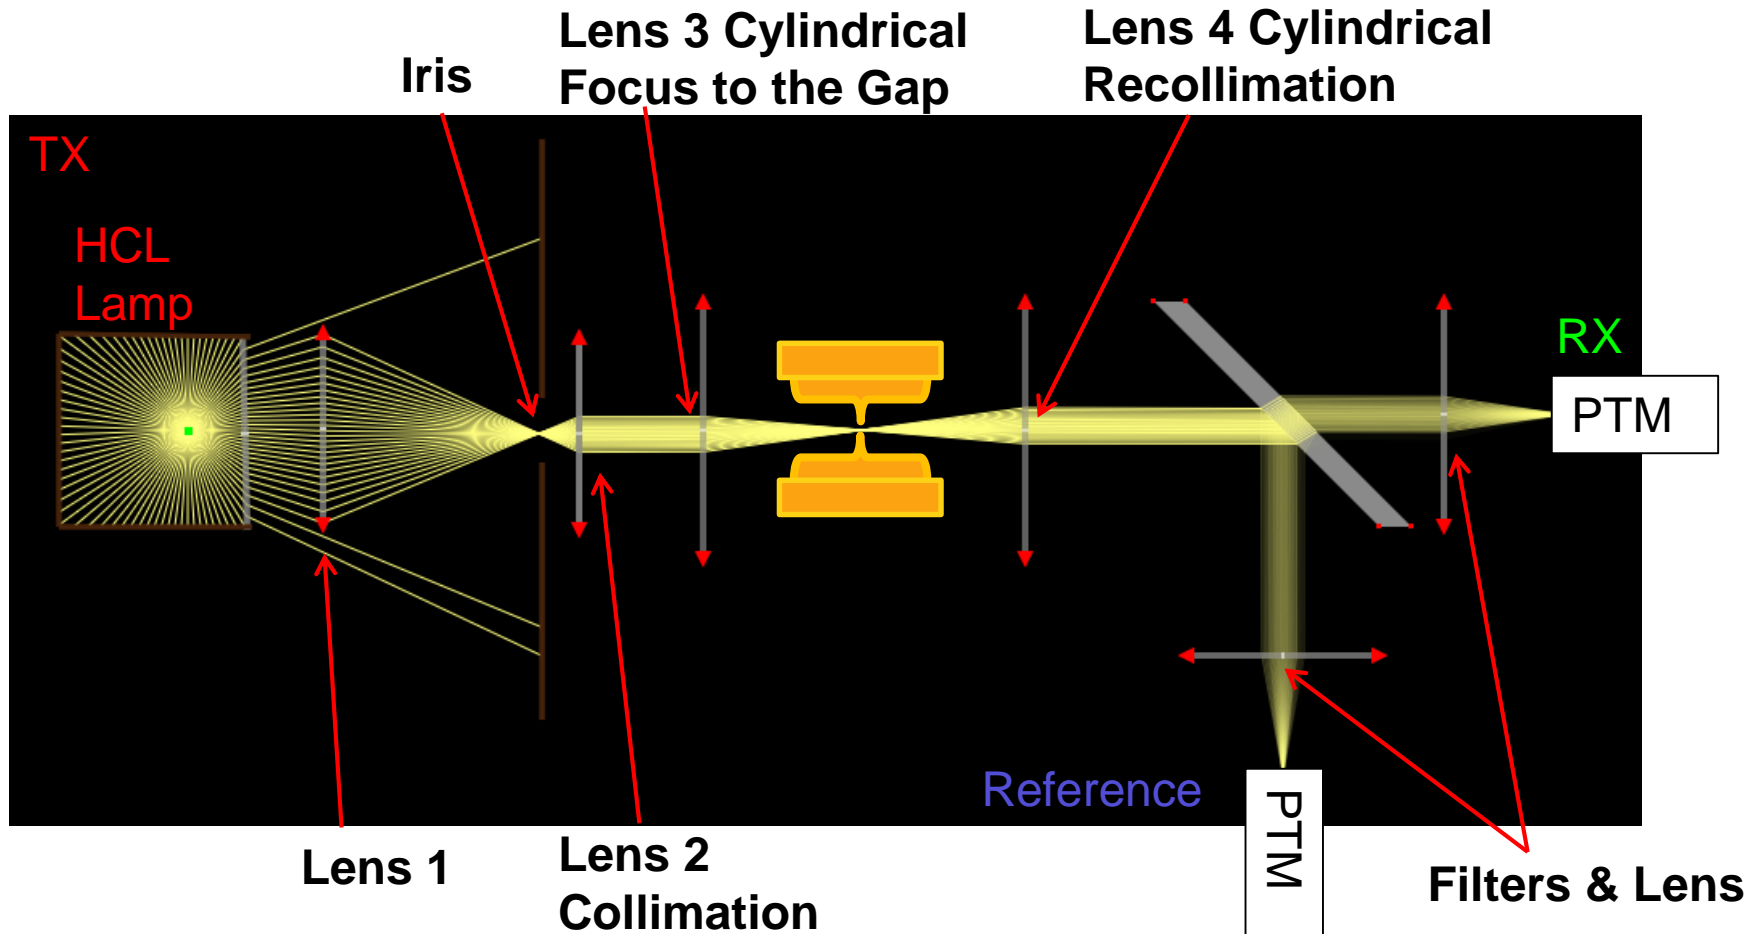 Lens 3 Cylindrical
Focus to the Gap
Lens 4 Cylindrical
Recollimation
Iris
TX
HCL
Lamp
RX
PTM
Reference
PTM
Lens 1
Lens 2
Collimation
Filters & Lens